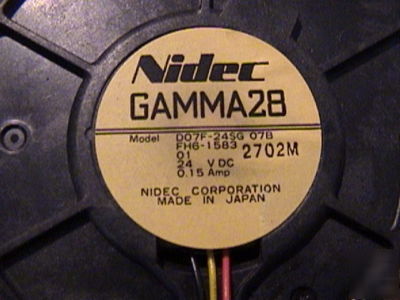 Nidec
GAMMA28
Model D07F-24SG 07B
FH6-1583
01 2702M
24 V DC
0.15 Amp
NIDEC CORPORATION
MADE IN JAPAN